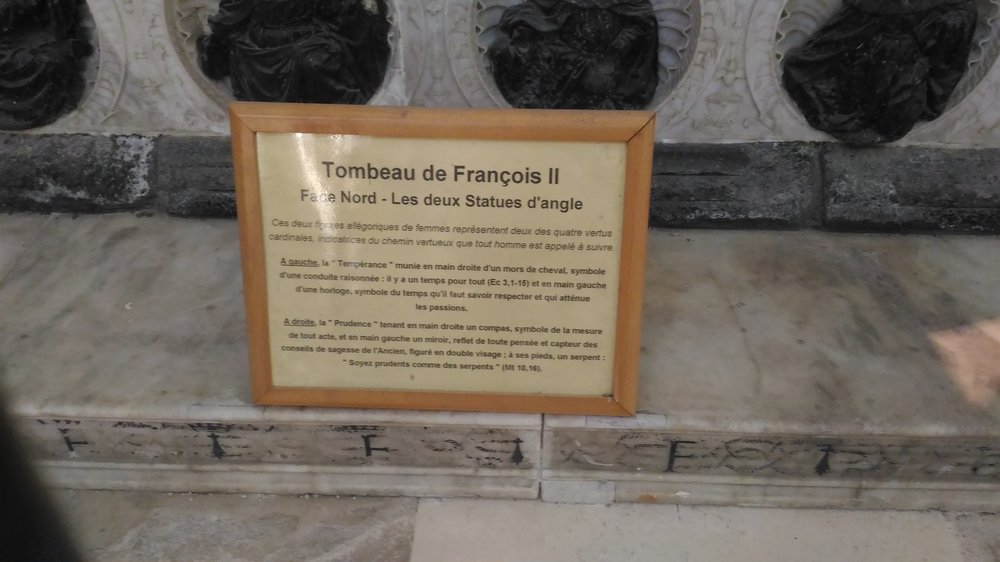 Tombeau de François II
Face Nord - Les deux Statues d'angle
Ces deux figures allégoriques de femmes représentent deux des quatre vertus
cardinales, indicatrices du chemin vertueux que tout homme est appelé à suivre.
A gauche, la " Tempérance " munie en main droite d'un mors de cheval, symbole
d'une conduite raisonnée : il y a un temps pour tout (Ec 3,1-15) et en main gauche
d'une horloge, symbole du temps qu'il faut savoir respecter et qui atténue
les passions.
A droite, la " Prudence " tenant en main droite un compas, symbole de la mesure
de tout acte, et en main gauche un miroir, reflet de toute pensée et capteur des
conseils de sagesse de l'Ancien, figuré en double visage ; à ses pieds, un serpent :
" Soyez prudents comme des serpents " (Mt 10,16).
F F F